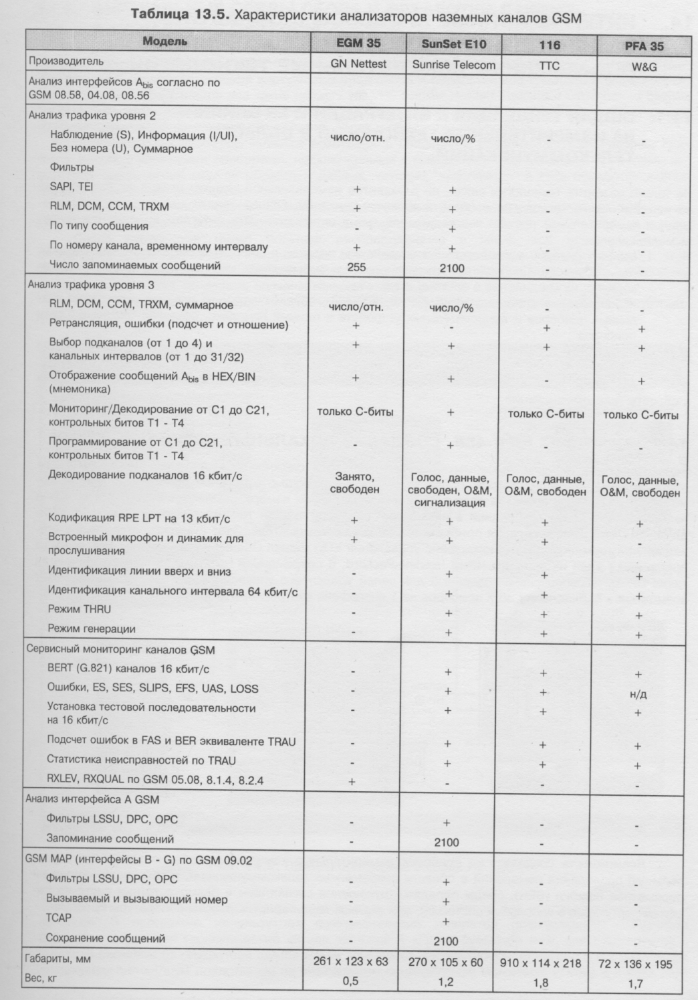 Таблица 13.5. Характеристики анализаторов наземных каналов GSM
Модель EGM 35 SunSet E10 116 PFA 35
Производитель GN Nettest Sunrise Telecom TTC W&G
Анализ интерфейсов Abis согласно по
GSM 08.58, 04.08, 08.56
Анализ трафика уровня 2
Наблюдение (S), Информация (I/UI), число/отн. число/% - -
Без номера (U), Суммарное
Фильтры
SAPI, TEI + + - -
RLM, DCM, CCM, TRXM + + - -
По типу сообщения - + - -
По номеру канала, временному интервалу + + - -
Число запоминаемых сообщений 255 2100 - -
Анализ трафика уровня 3
RLM, DCM, CCM, TRXM, суммарное число/отн. число/% - -
Ретрансляция, ошибки (подсчет и отношение) + - + +
Выбор подканалов (от 1 до 4) и + + + +
канальных интервалов (от 1 до 31/32)
Отображение сообщений Abis в HEX/BIN + + - +
(мнемоника)
Мониторинг/Декодирование от C1 до C21, только С-биты + только С-биты только С-биты
контрольных битов T1 - T4
Программирование от C1 до C21, - + - -
контрольных битов T1 - T4
Декодирование подканалов 16 кбит/с Занято, Голос, данные, Голос, данные, Голос, данные,
свободен свободен, O&M, O&M, свободен O&M, свободен
сигнализация
Кодификация RPE LPT на 13 кбит/с + + + +
Встроенный микрофон и динамик для + + + -
прослушивания
Идентификация линии вверх и вниз - + + +
Идентификация канального интервала 64 кбит/с - + + +
Режим THRU - + + +
Режим генерации - + + +
Сервисный мониторинг каналов GSM
BERT (G.821) каналов 16 кбит/с - + + +
Ошибки, ES, SES, SLIPS, EFS, UAS, LOSS - + + н/д
Установка тестовой последовательности - + + +
на 16 кбит/с
Подсчет ошибок в FAS и BER эквиваленте TRAU - + + +
Статистика неисправностей по TRAU - + + +
RXLEV, RXQUAL по GSM 05.08, 8.1.4, 8.2.4 + - - -
Анализ интерфейса A GSM
Фильтры LSSU, DPC, OPC - + - -
Запоминание сообщений - 2100 - -
GSM MAP (интерфейсы B - G) по GSM 09.02
Фильтры LSSU, DPC, OPC - + - -
Вызываемый и вызывающий номер - + - -
TCAP - + - -
Сохранение сообщений - 2100 - -
Габариты, мм 261 x 123 x 63 270 x 105 x 60 910 x 114 x 218 72 x 136 x 195
Вес, кг 0,5 1,2 1,8 1,7